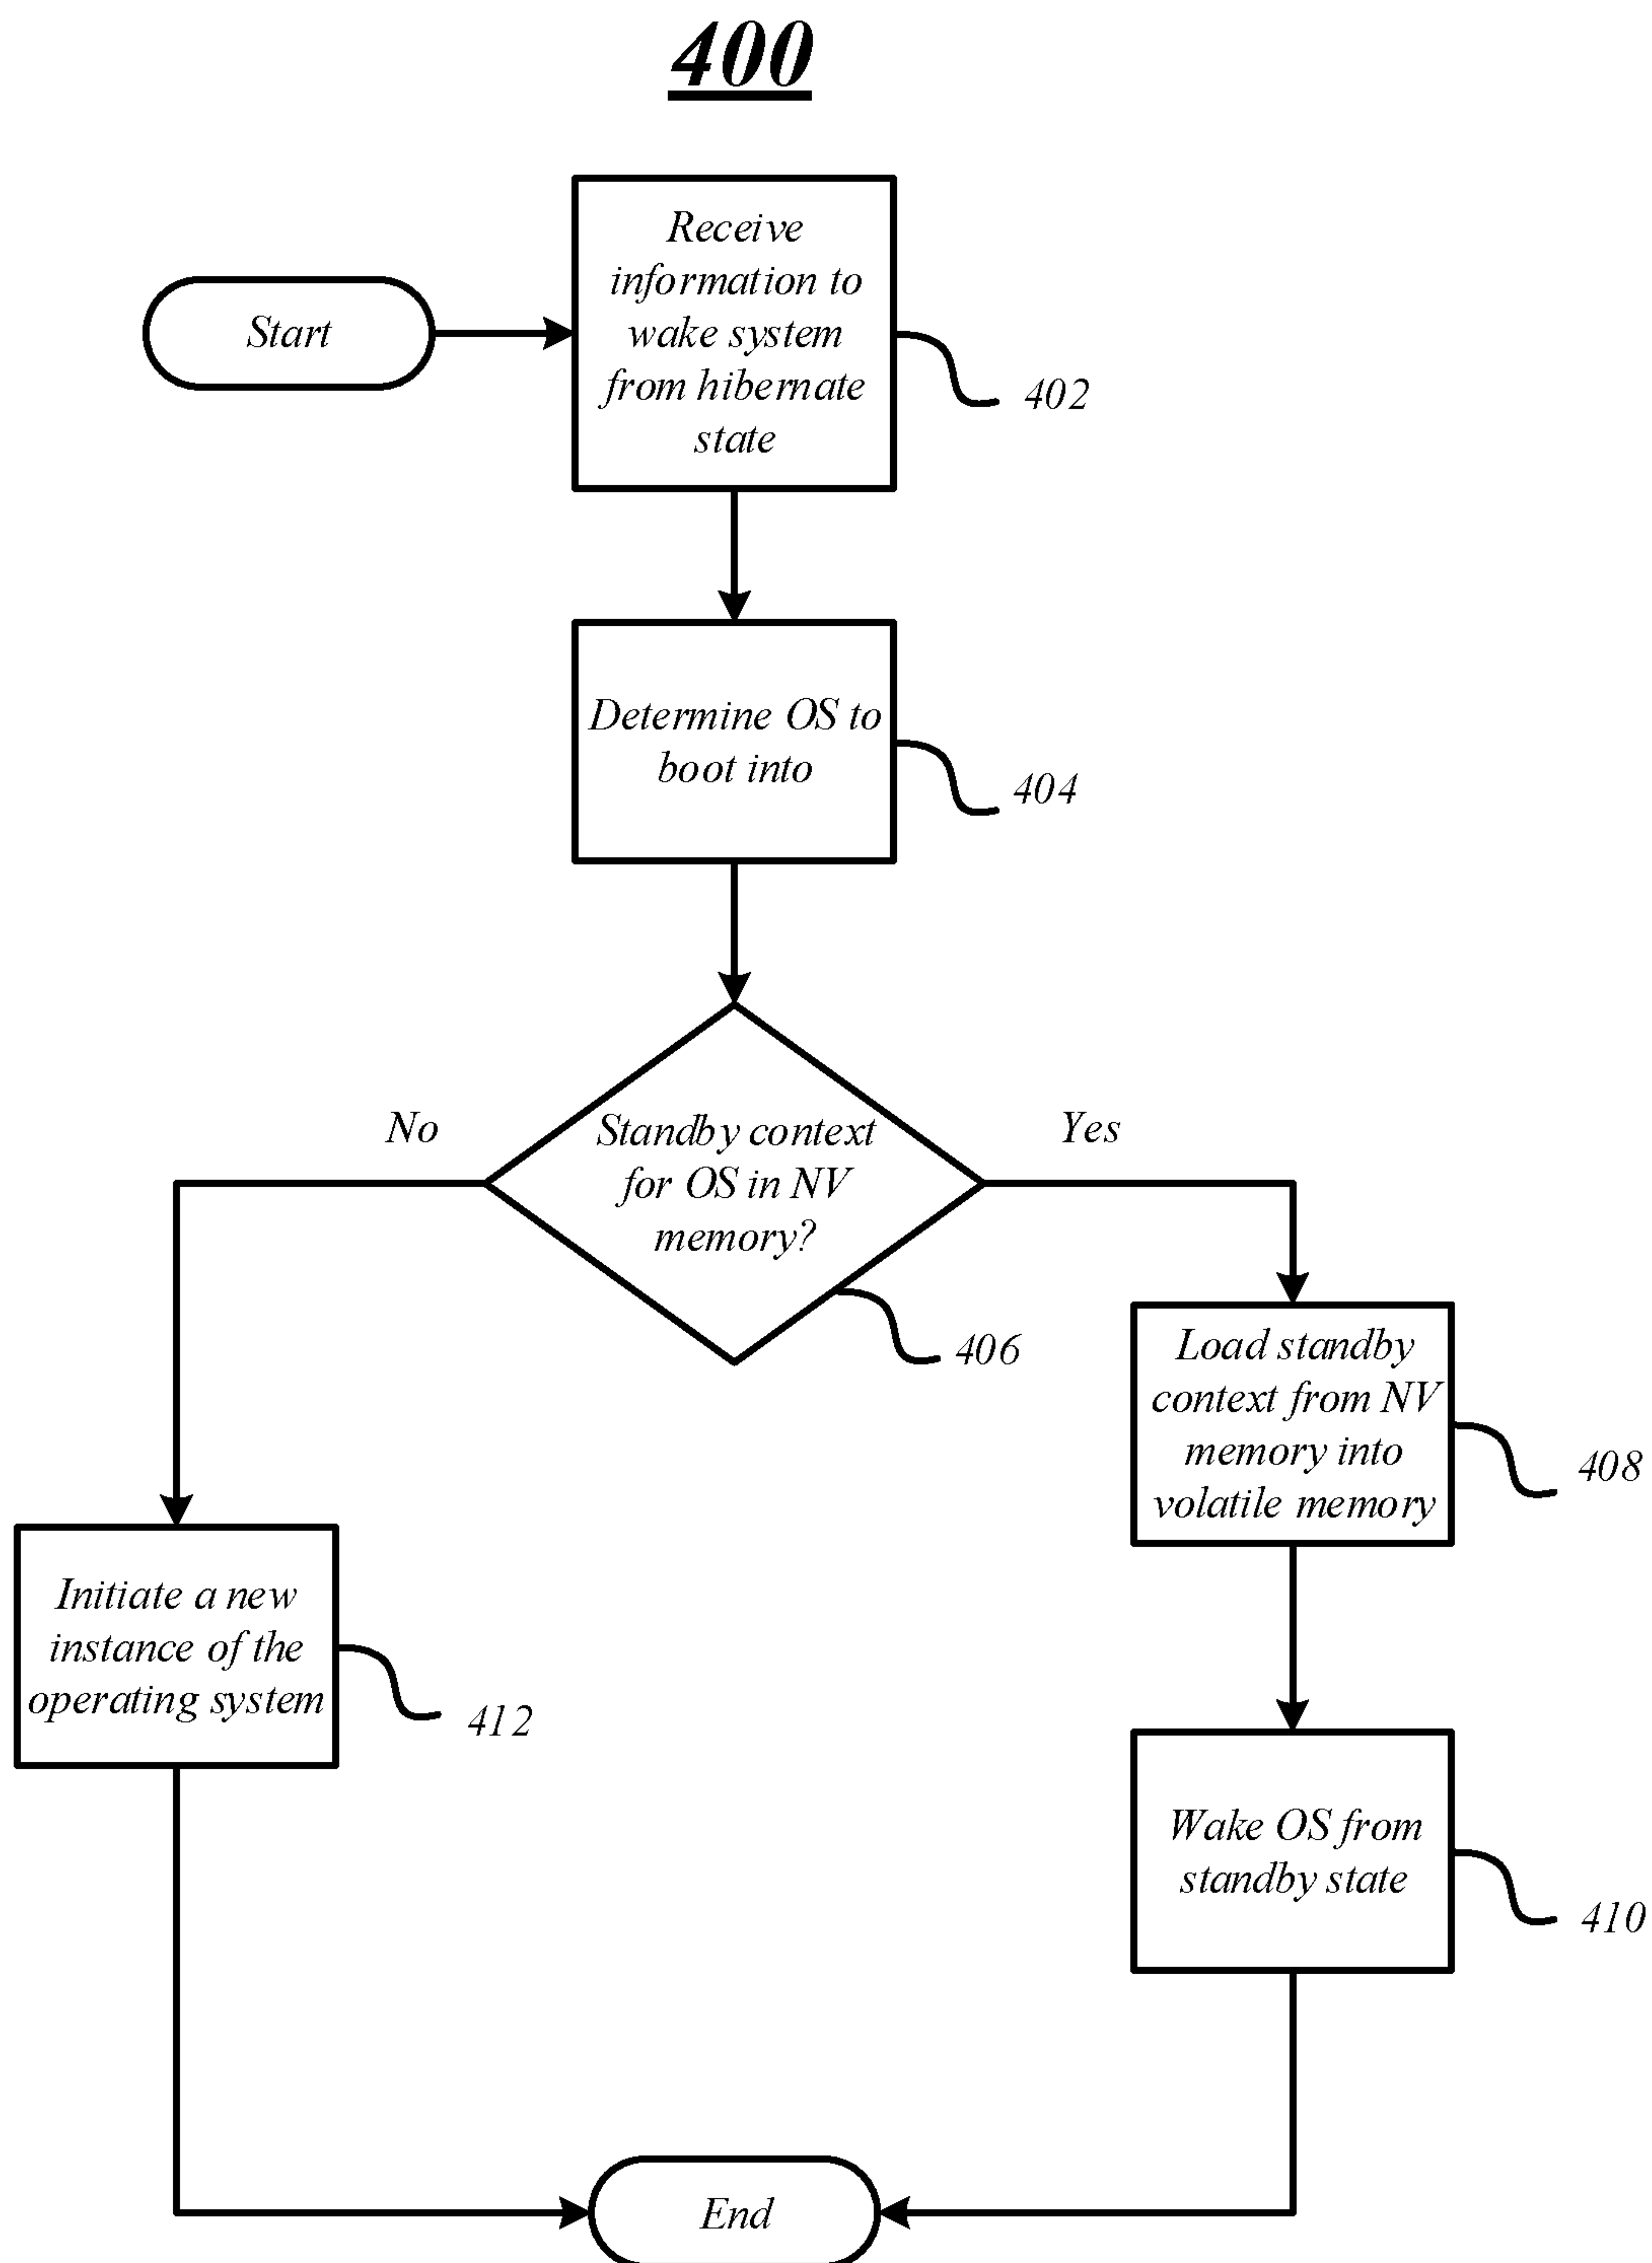 400
Receive
information to
wake system
from hibernate
state
Start
402
Determine OS to
boot into
404
No
Yes
Standby context
for OS in NV
memory?
406
Load standby
context from NV
memory into
volatile memory
408
Initiate a new
instance of the
operating system
412
Wake OS from
standby state
410
End